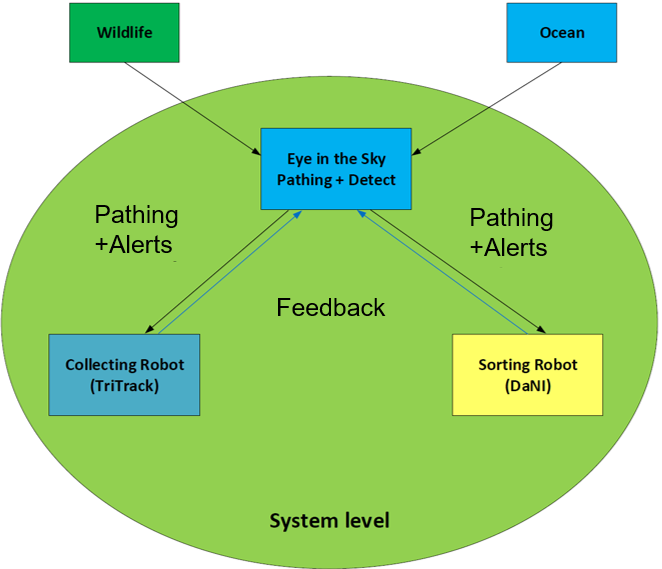 Wildlife
Ocean
Eye in the Sky
Pathing + Detect
Pathing
+Alerts
Pathing
+Alerts
Feedback
Collecting Robot
(TriTrack)
Sorting Robot
(DaNI)
System level